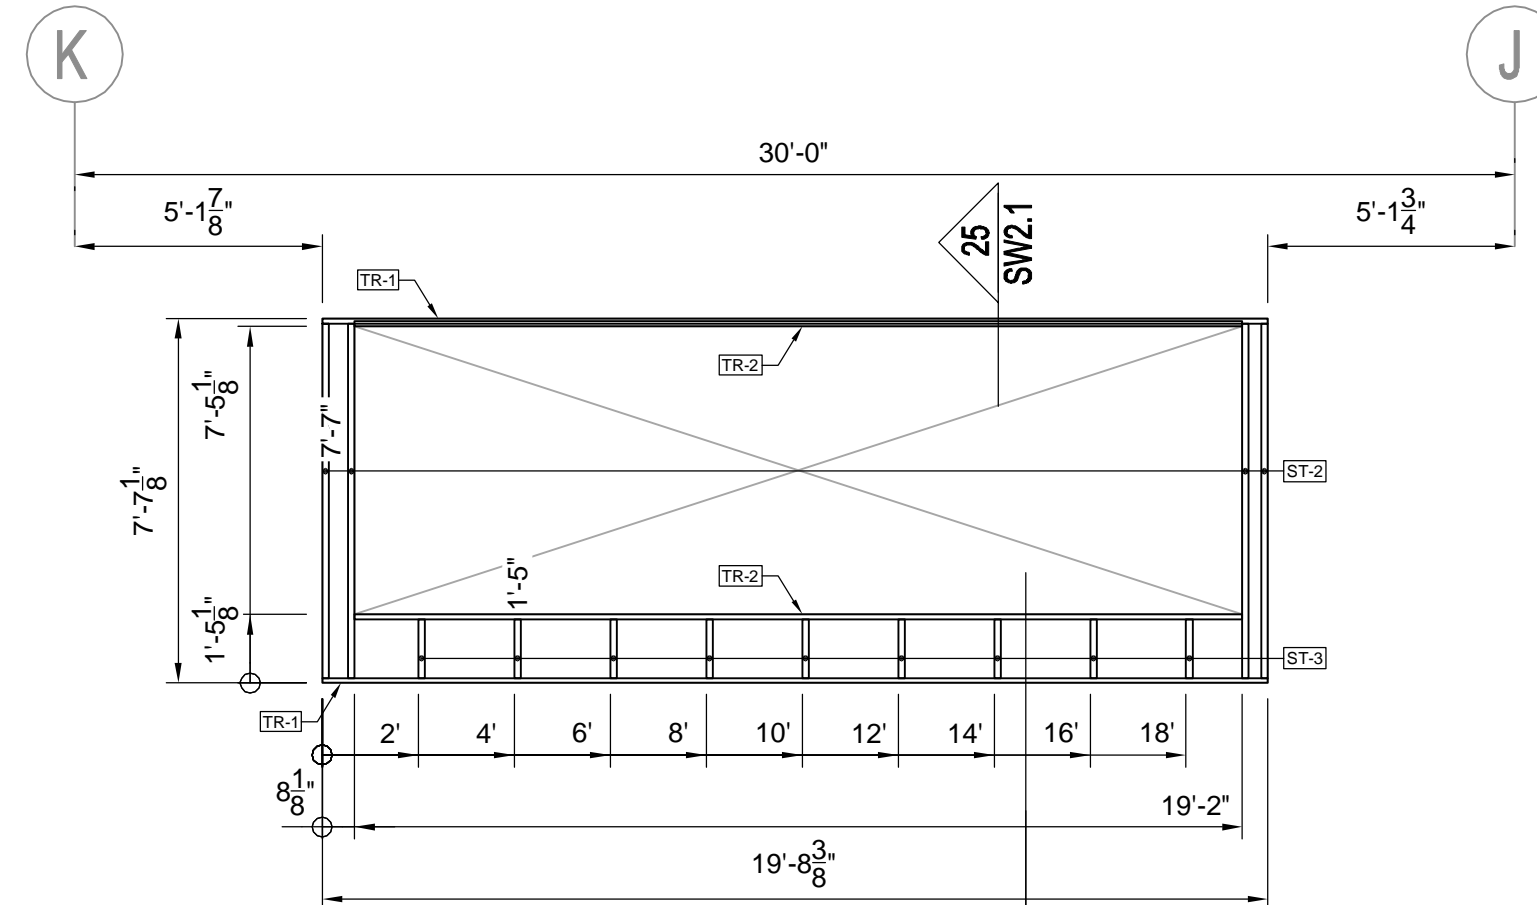 K
J
30'-0"
5'-1 7/8"
25
SW2.1
5'-1 3/4"
TR-1
TR-2
7'-5 1/8"
7'-7"
7'-7 1/8"
ST-2
1'-5"
TR-2
1'-5 1/8"
ST-3
TR-1
2'
4'
6'
8'
10'
12'
14'
16'
18'
8 1/8"
19'-2"
19'-8 3/8"